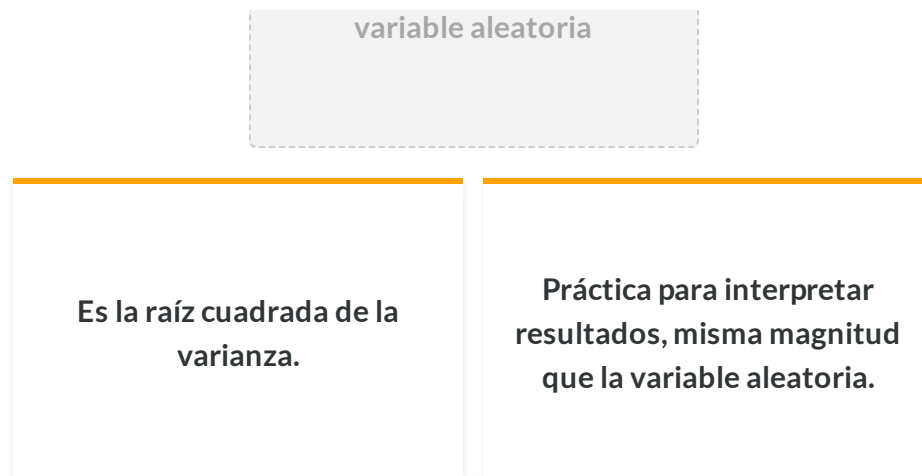 variable aleatoria
Es la raíz cuadrada de la
varianza.
Práctica para interpretar
resultados, misma magnitud
que la variable aleatoria.